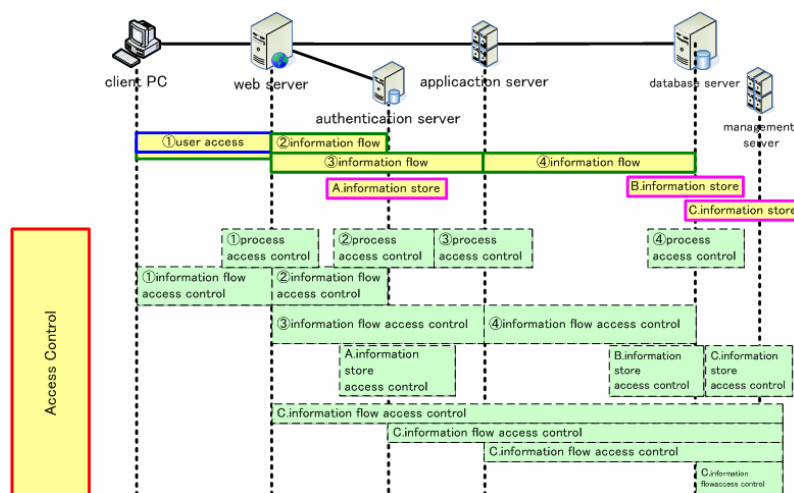 client PC
web server
authentication server
applicaction server
database server
management
server
①user access
②information flow
③information flow
④information flow
A.information store
B.information store
C.information store
Access Control
①process
access control
②process
access control
③process
access control
④process
access control
①information flow
access control
②information flow
access control
③information flow access control
④information flow access control
A.information
store
access control
B.information
store
access control
C.information
store
access control
C.information flow access control
C.information flow access control
C.information flow access control
C.information
flowaccess control